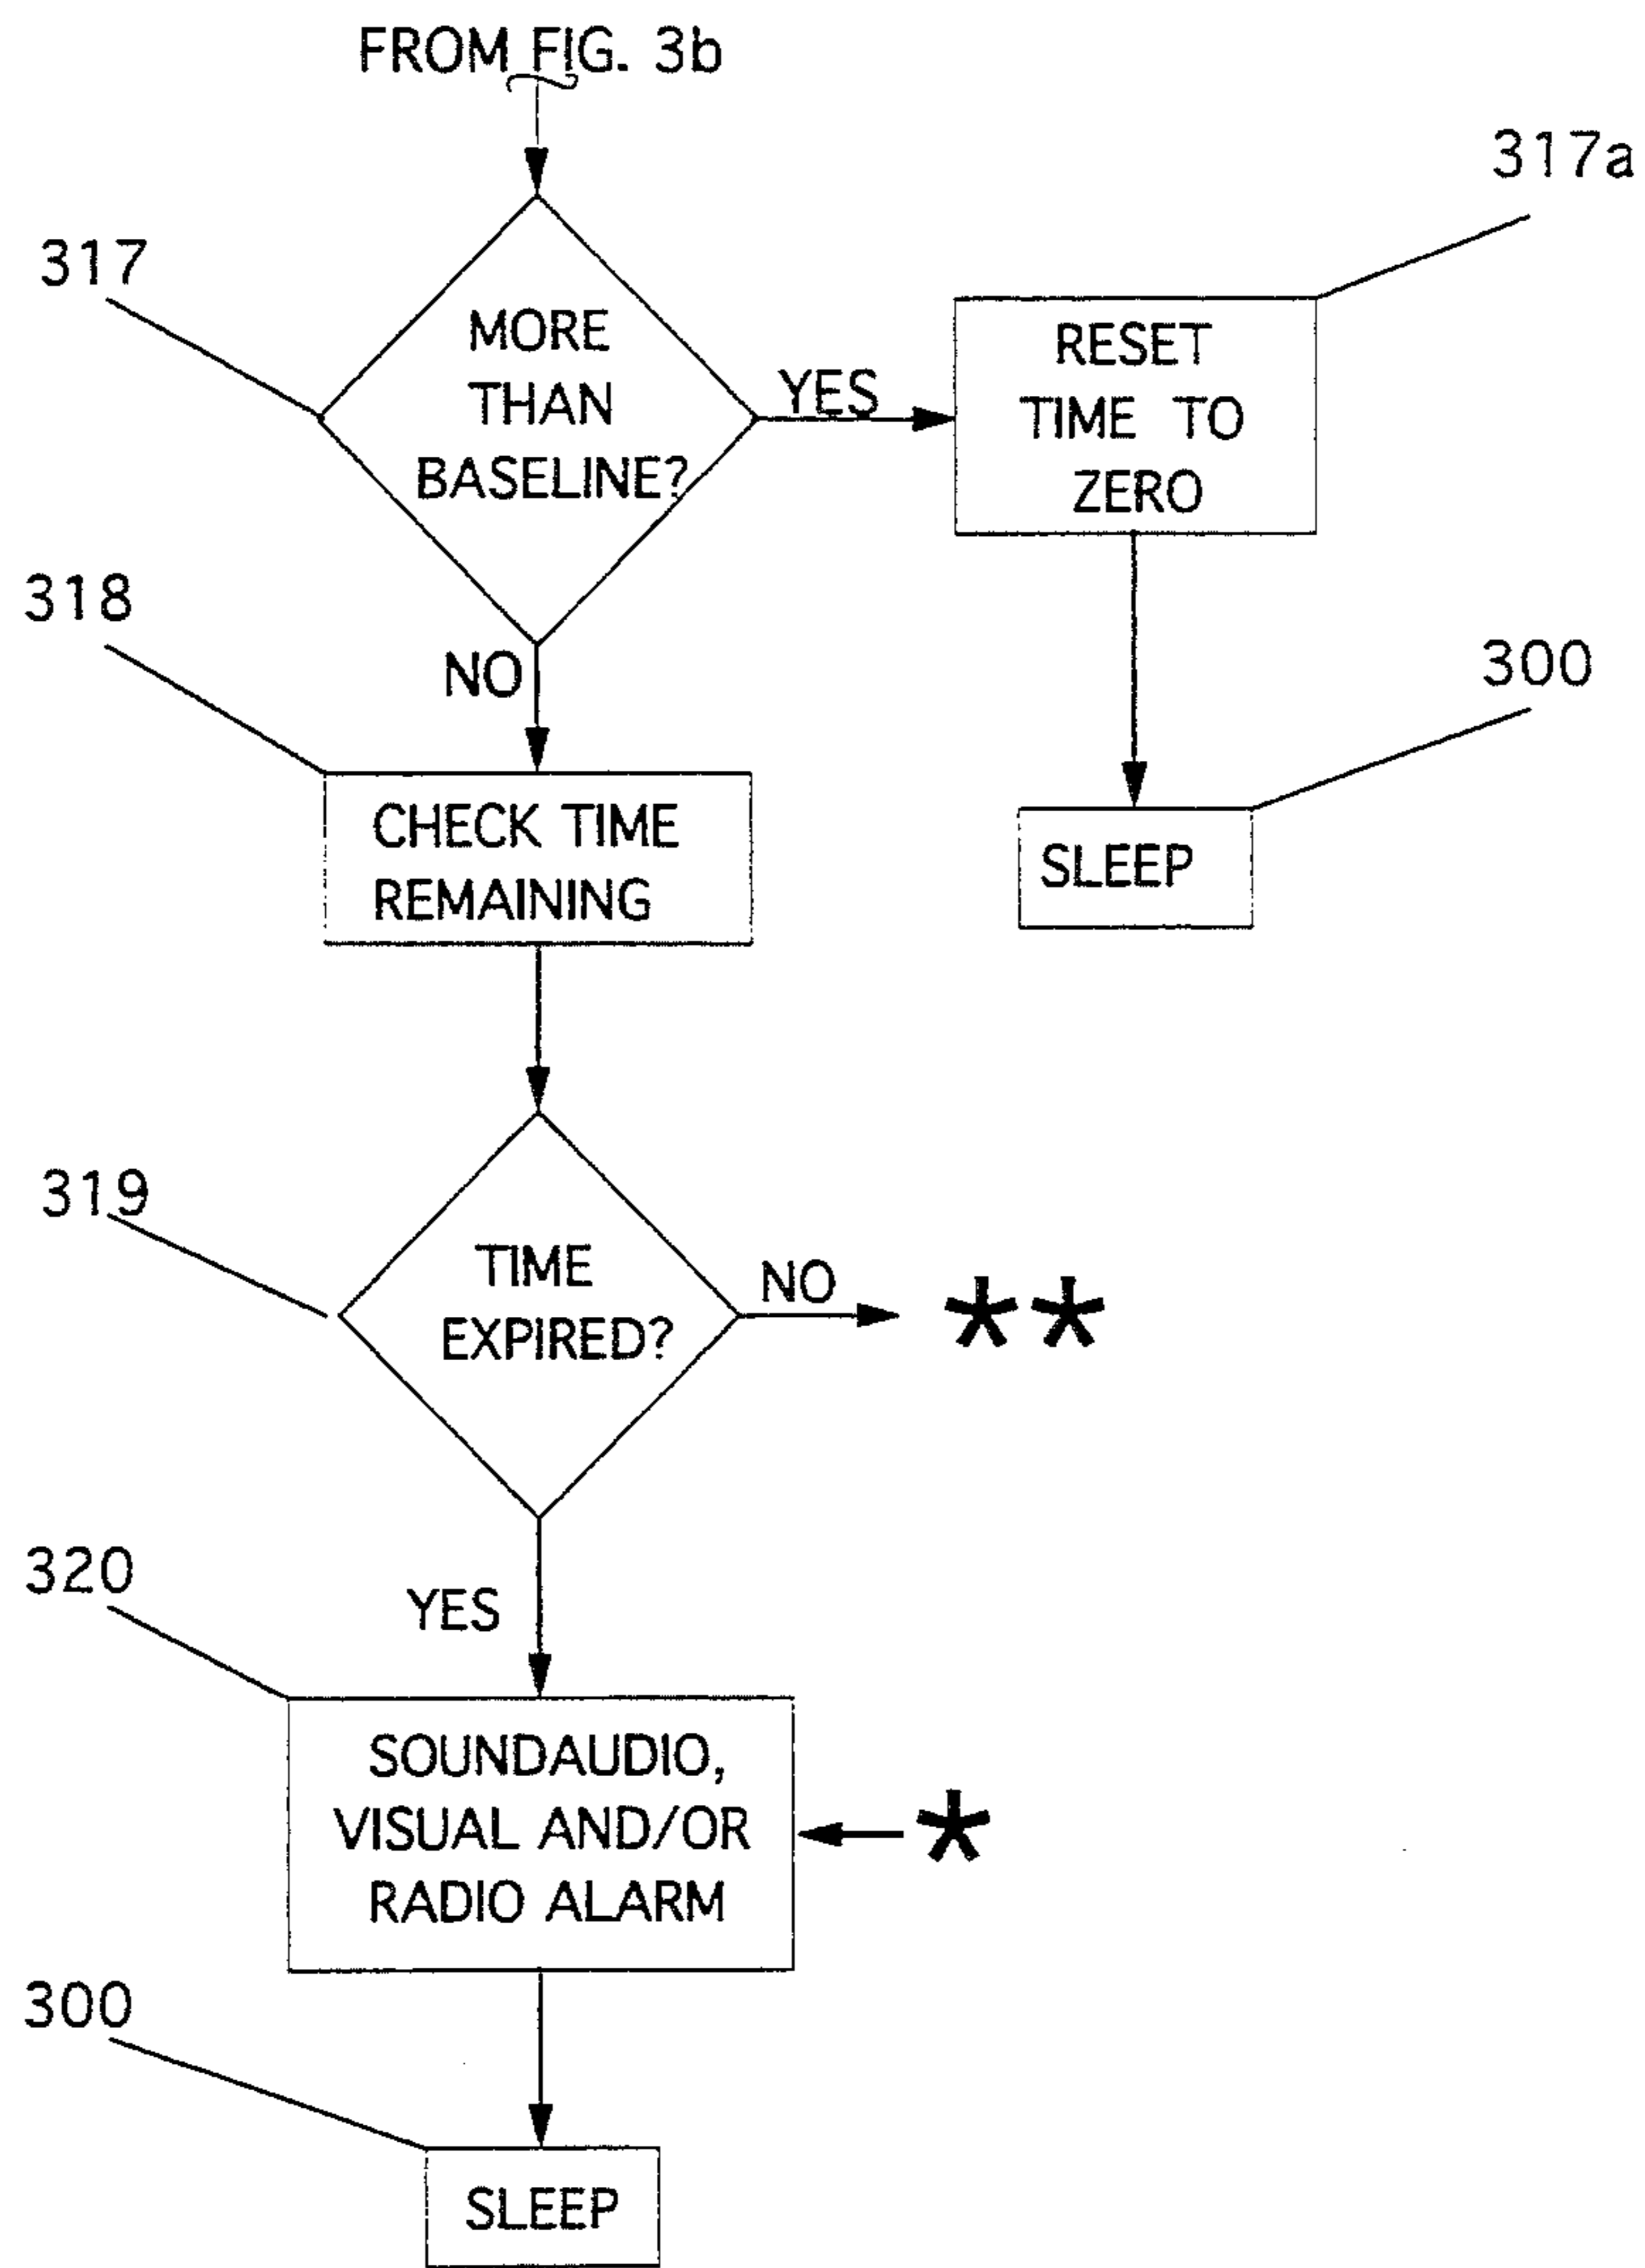 FROM FIG. 3b
317a
317
MORE
THAN
BASELINE?
YES
RESET
TIME TO
ZERO
318
NO
300
CHECK TIME
REMAINING
SLEEP
319
TIME
EXPIRED?
NO
**
320
YES
SOUNDAUDIO,
VISUAL AND/OR
RADIO ALARM
*
300
SLEEP